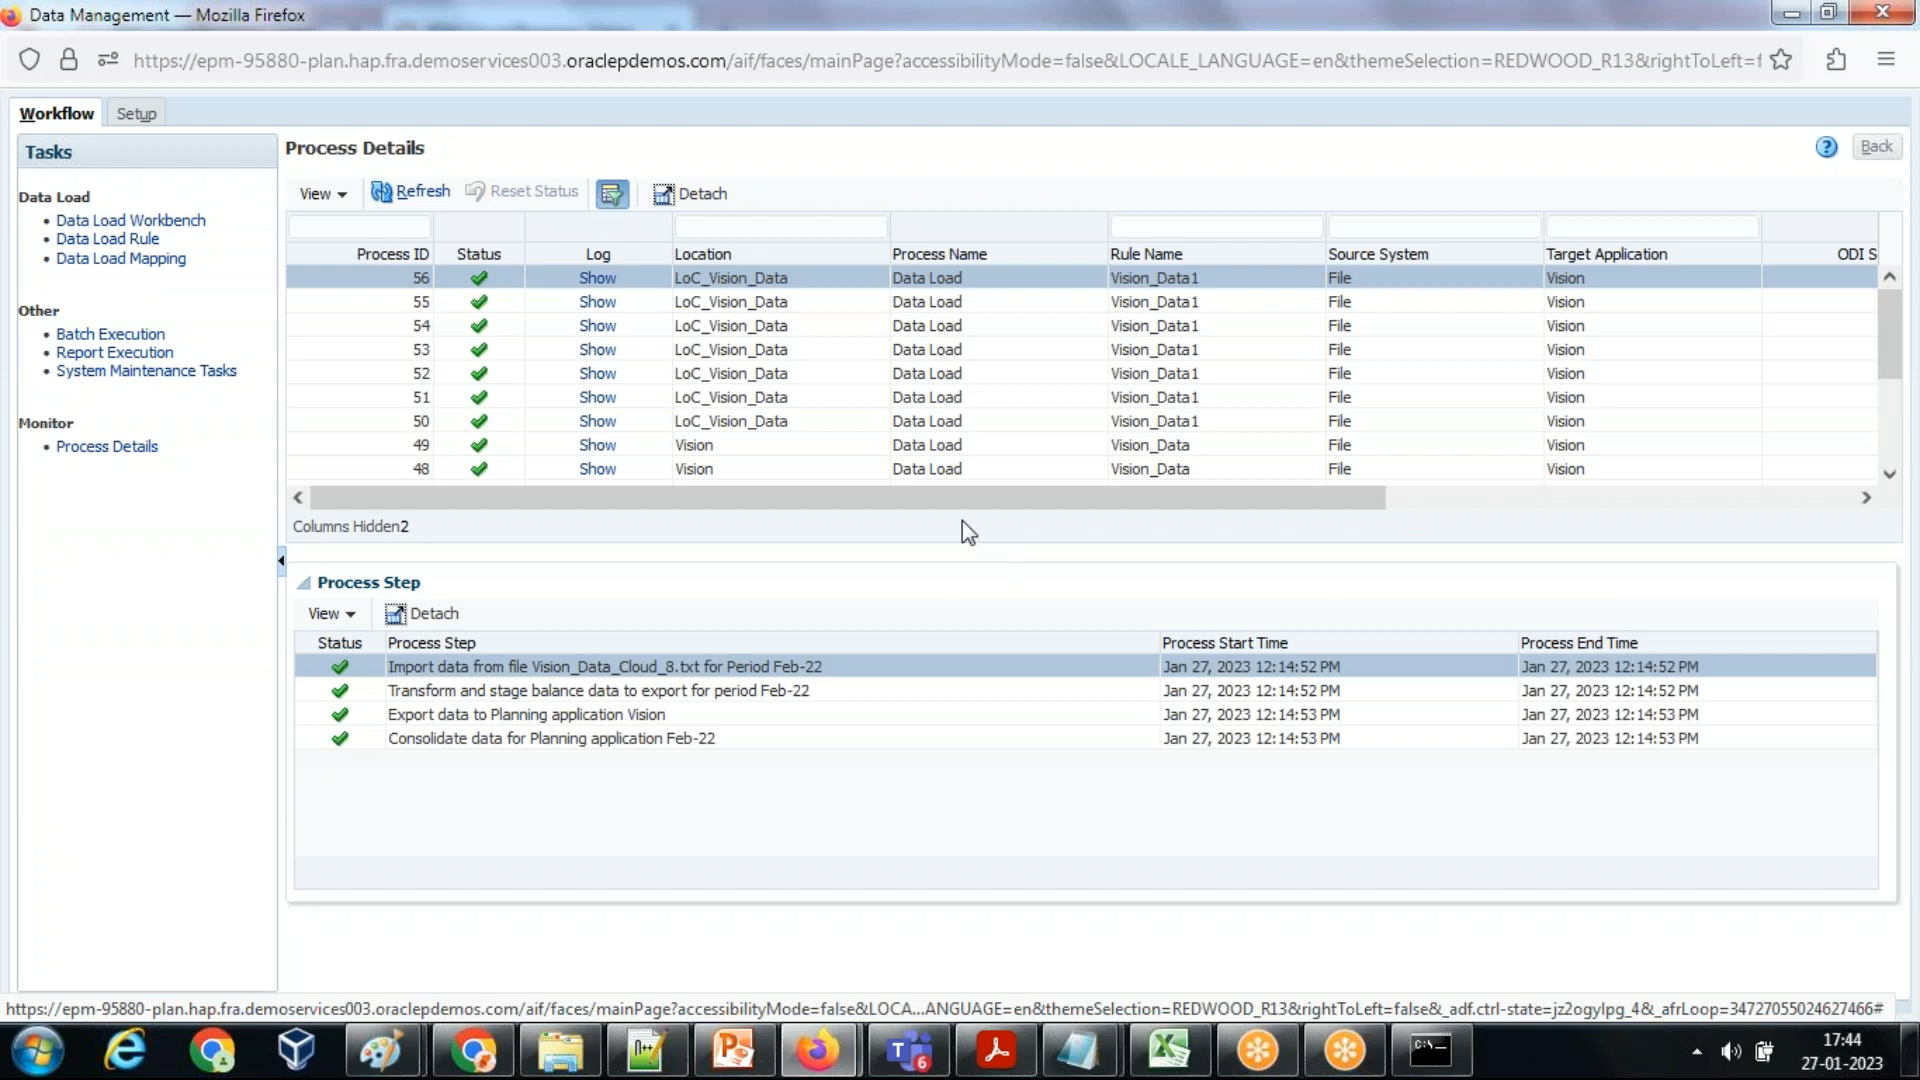 Data Management — Mozilla Firefox
https://epm-95880-plan.hap.fra.demoservices003.oraclepdemos.com/aif/faces/mainPage?accessibilityMode=false&LOCALE_LANGUAGE=en&themeSelection=REDWOOD_R13&rightToLeft=f
Workflow Setup
Tasks
Data Load
Data Load Workbench
Data Load Rule
Data Load Mapping
Other
Batch Execution
Report Execution
System Maintenance Tasks
Monitor
Process Details
Process Details
Back
View Refresh Reset Status Detach
Process ID Status Log Location Process Name Rule Name Source System Target Application ODI S
56 Show LoC_Vision_Data Data Load Vision_Data1 File Vision
55 Show LoC_Vision_Data Data Load Vision_Data1 File Vision
54 Show LoC_Vision_Data Data Load Vision_Data1 File Vision
53 Show LoC_Vision_Data Data Load Vision_Data1 File Vision
52 Show LoC_Vision_Data Data Load Vision_Data1 File Vision
51 Show LoC_Vision_Data Data Load Vision_Data1 File Vision
50 Show LoC_Vision_Data Data Load Vision_Data1 File Vision
49 Show Vision Data Load Vision_Data File Vision
48 Show Vision Data Load Vision_Data File Vision
Columns Hidden2
Process Step
View Detach
Status Process Step Process Start Time Process End Time
Import data from file Vision_Data_Cloud_8.txt for Period Feb-22 Jan 27, 2023 12:14:52 PM Jan 27, 2023 12:14:52 PM
Transform and stage balance data to export for period Feb-22 Jan 27, 2023 12:14:52 PM Jan 27, 2023 12:14:52 PM
Export data to Planning application Vision Jan 27, 2023 12:14:53 PM Jan 27, 2023 12:14:53 PM
Consolidate data for Planning application Feb-22 Jan 27, 2023 12:14:53 PM Jan 27, 2023 12:14:53 PM
https://epm-95880-plan.hap.fra.demoservices003.oraclepdemos.com/aif/faces/mainPage?accessibilityMode=false&LOCA...ANGUAGE=en&themeSelection=REDWOOD_R13&rightToLeft=false&_adf.ctrl-state=jz2ogylpg_4&_afrLoop=34727055024627466#
17:44
27-01-2023